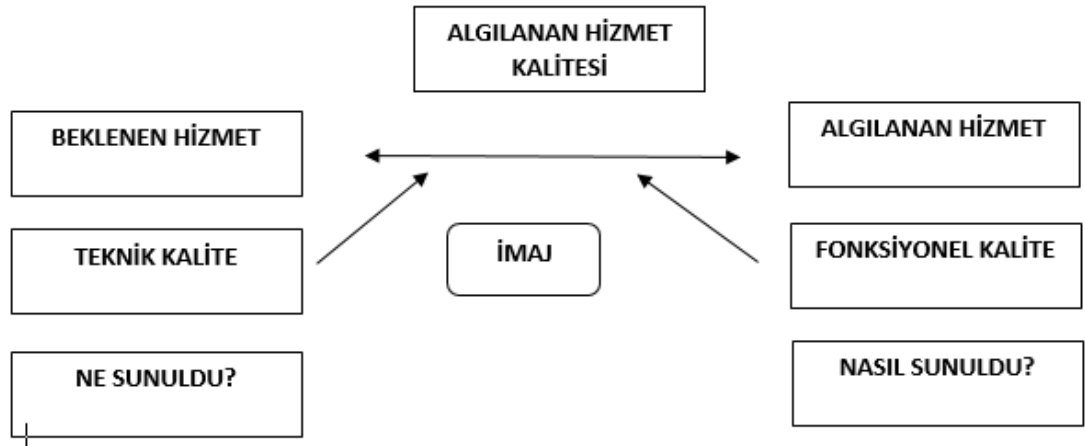 ALGILANAN HİZMET
KALİTESİ
BEKLENEN HİZMET
ALGILANAN HİZMET
TEKNİK KALİTE
İMAJ
FONKSİYONEL KALİTE
NE SUNULDU?
NASIL SUNULDU?